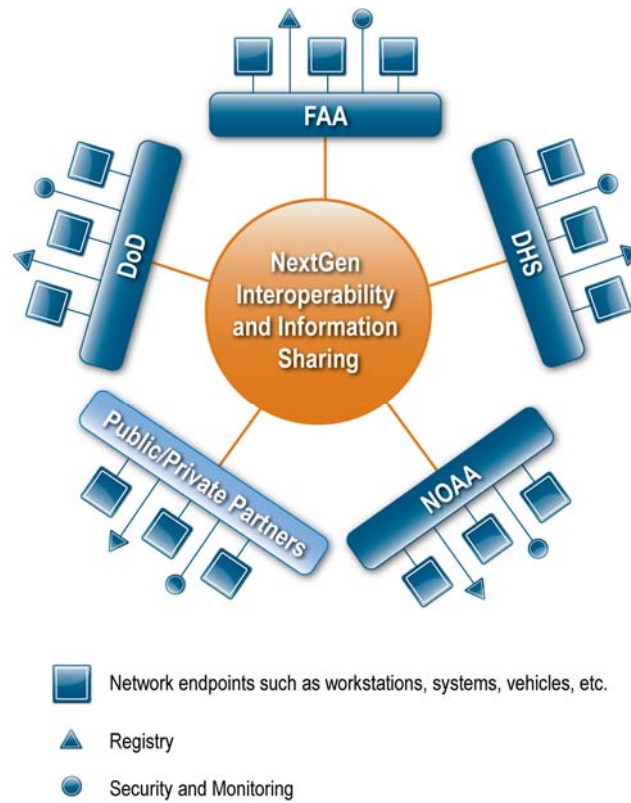 FAA
DoD
DHS
NextGen
Interoperability
and Information
Sharing
Public/Private Partners
NOAA
Network endpoints such as workstations, systems, vehicles, etc.
Registry
Security and Monitoring